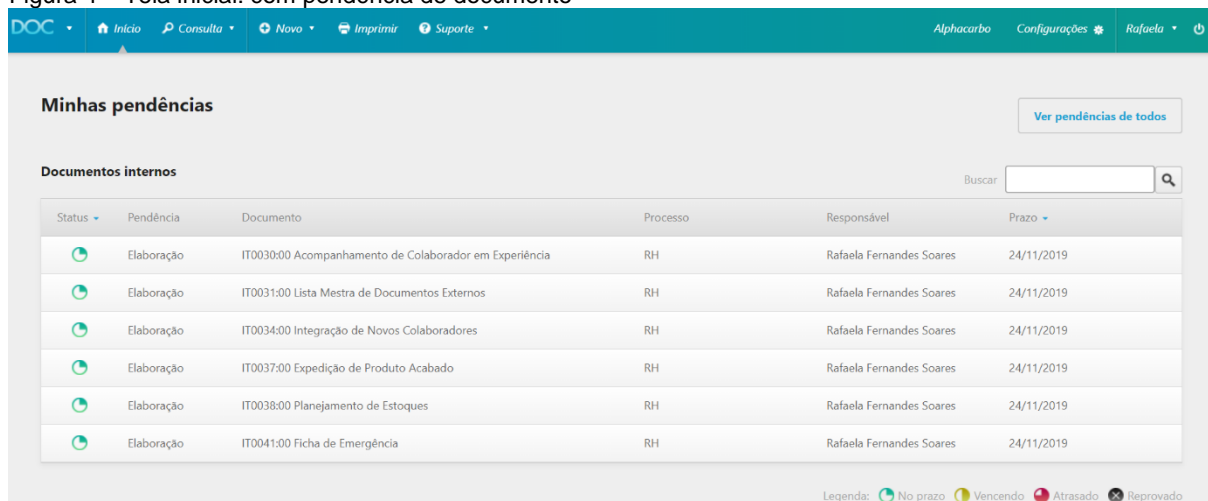 Figura 4 – Tela inicial: com pendência de documento
DOC Início Consulta Novo Imprimir Suporte Alphacarbo Configurações Rafaela
Minhas pendências
Ver pendências de todos
Documentos internos
Buscar
Status Pendência Documento Processo Responsável Prazo
Elaboração IT0030:00 Acompanhamento de Colaborador em Experiência RH Rafaela Fernandes Soares 24/11/2019
Elaboração IT0031:00 Lista Mestra de Documentos Externos RH Rafaela Fernandes Soares 24/11/2019
Elaboração IT0034:00 Integração de Novos Colaboradores RH Rafaela Fernandes Soares 24/11/2019
Elaboração IT0037:00 Expedição de Produto Acabado RH Rafaela Fernandes Soares 24/11/2019
Elaboração IT0038:00 Planejamento de Estoques RH Rafaela Fernandes Soares 24/11/2019
Elaboração IT0041:00 Ficha de Emergência RH Rafaela Fernandes Soares 24/11/2019
Legenda: No prazo Vencendo Atrasado Reprovado